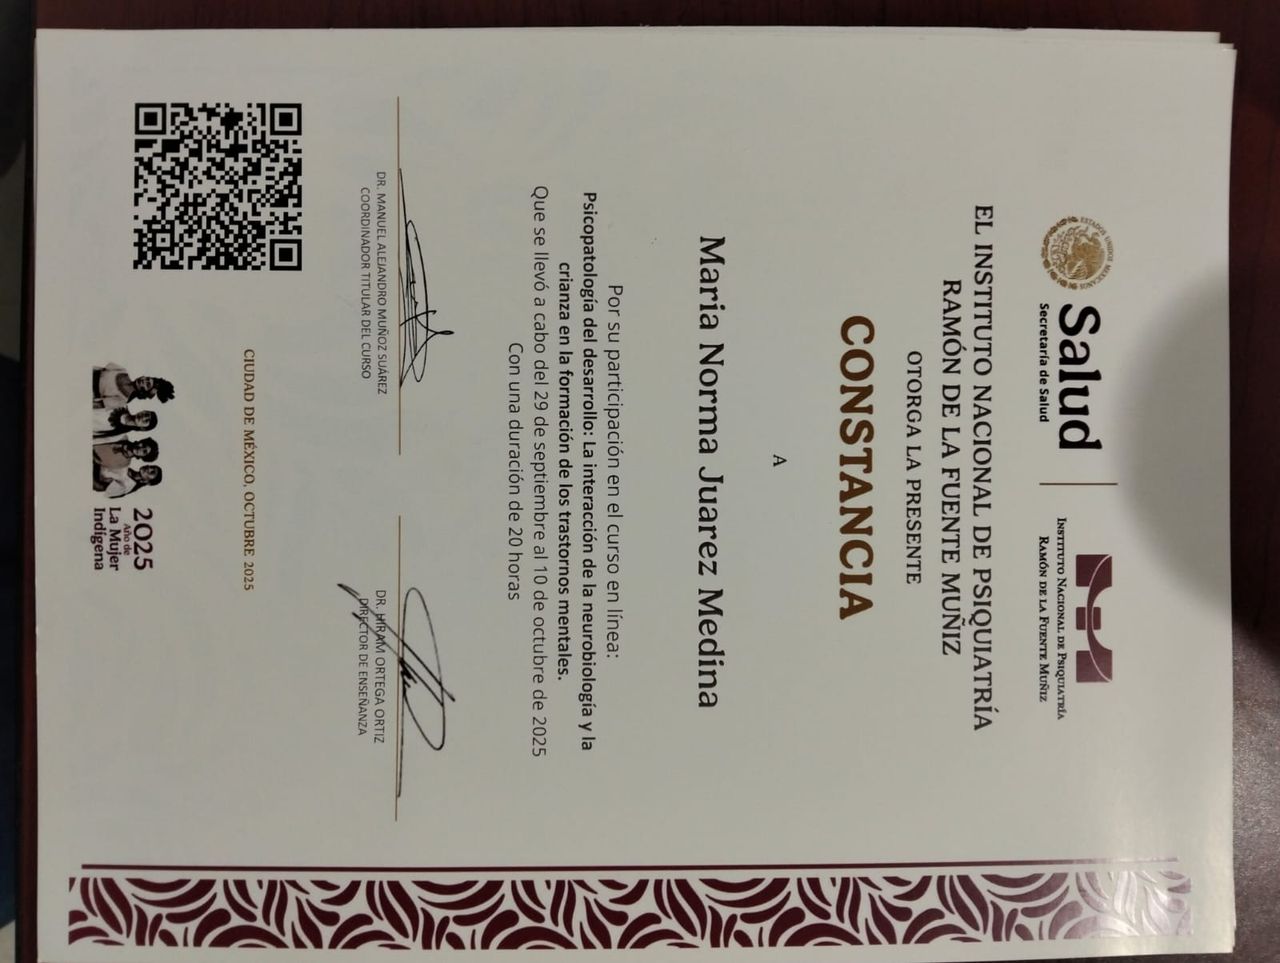 ESTADOS UNIDOS MEXICANOS
Salud
Secretaría de Salud
INSTITUTO NACIONAL DE PSIQUIATRÍA
RAMÓN DE LA FUENTE MUÑIZ
EL INSTITUTO NACIONAL DE PSIQUIATRÍA
RAMÓN DE LA FUENTE MUÑIZ
OTORGA LA PRESENTE
CONSTANCIA
A
Maria Norma Juarez Medina
Por su participación en el curso en línea:
Psicopatología del desarrollo: La interacción de la neurobiología y la
crianza en la formación de los trastornos mentales.
Que se llevó a cabo del 29 de septiembre al 10 de octubre de 2025
Con una duración de 20 horas
DR. MANUEL ALEJANDRO MUÑOZ SUÁREZ
COORDINADOR TITULAR DEL CURSO
DR. HIRAM ORTEGA ORTIZ
DIRECTOR DE ENSEÑANZA
CIUDAD DE MÉXICO, OCTUBRE 2025
2025
Año de
La Mujer
Indígena